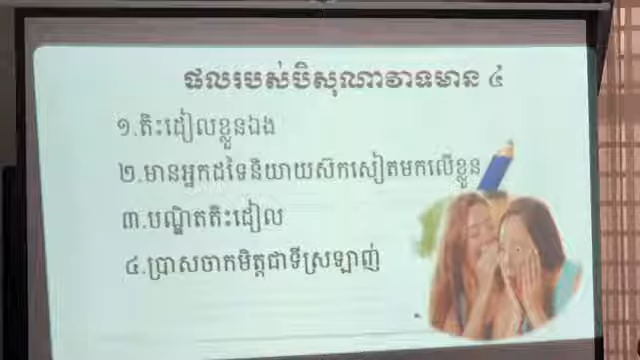 ផលរបស់បិសុណាវាទមាន ៤
១.តិះដៀលខ្លួនឯង
២.មានអ្នកដទៃនិយាយស៊កសៀតមកលើខ្លួន
៣.បណ្ឌិតតិះដៀល
៤.ប្រាសចាកមិត្តជាទីស្រឡាញ់